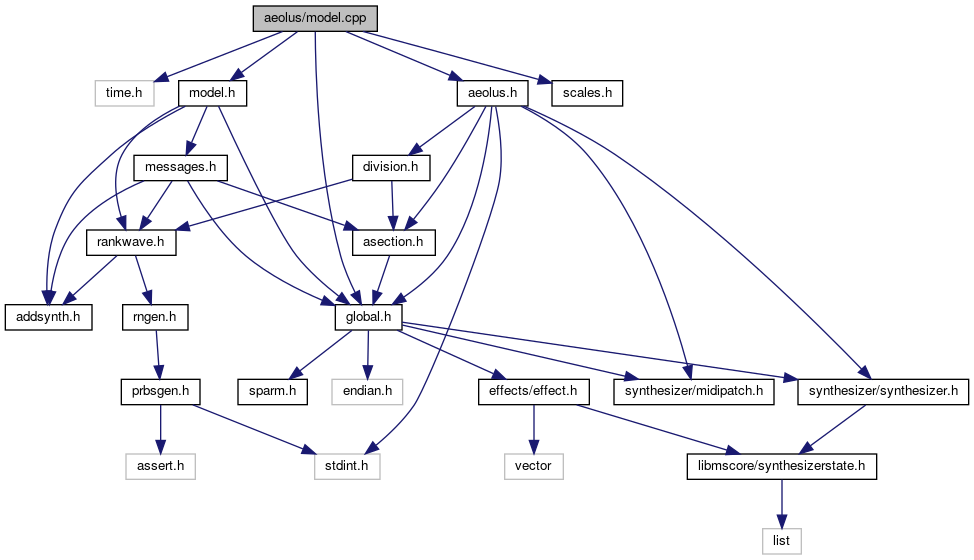 aeolus/model.cpp
time.h
model.h
aeolus.h
scales.h
messages.h
division.h
rankwave.h
asection.h
addsynth.h
rngen.h
global.h
prbsgen.h
sparm.h
endian.h
effects/effect.h
synthesizer/midipatch.h
synthesizer/synthesizer.h
assert.h
stdint.h
vector
libmscore/synthesizerstate.h
list